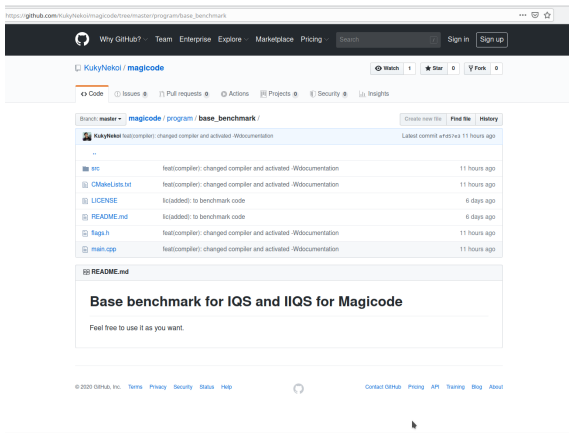 https://github.com/KukyNekoi/magicode/tree/master/program/base_benchmark
Why GitHub? Team Enterprise Explore Marketplace Pricing Search Sign in Sign up
KukyNekoi / magicode Watch 1 Star 0 Fork 0
Code Issues 0 Pull requests 0 Actions Projects 0 Security 0 Insights
Branch: master magicode / program / base_benchmark / Create new file Find file History
KukyNekoi feat(compiler): changed compiler and activated -Wdocumentation Latest commit 11 hours ago
..
src feat(compiler): changed compiler and activated -Wdocumentation 11 hours ago
CMakeLists.txt feat(compiler): changed compiler and activated -Wdocumentation 11 hours ago
LICENSE lic(added): to benchmark code 6 days ago
README.md lic(added): to benchmark code 6 days ago
flags.h feat(compiler): changed compiler and activated -Wdocumentation 11 hours ago
main.cpp feat(compiler): changed compiler and activated -Wdocumentation 11 hours ago
README.md
Base benchmark for IQS and IIQS for Magicode
Feel free to use it as you want.
© 2020 GitHub, Inc. Terms Privacy Security Status Help Contact GitHub Pricing API Training Blog About